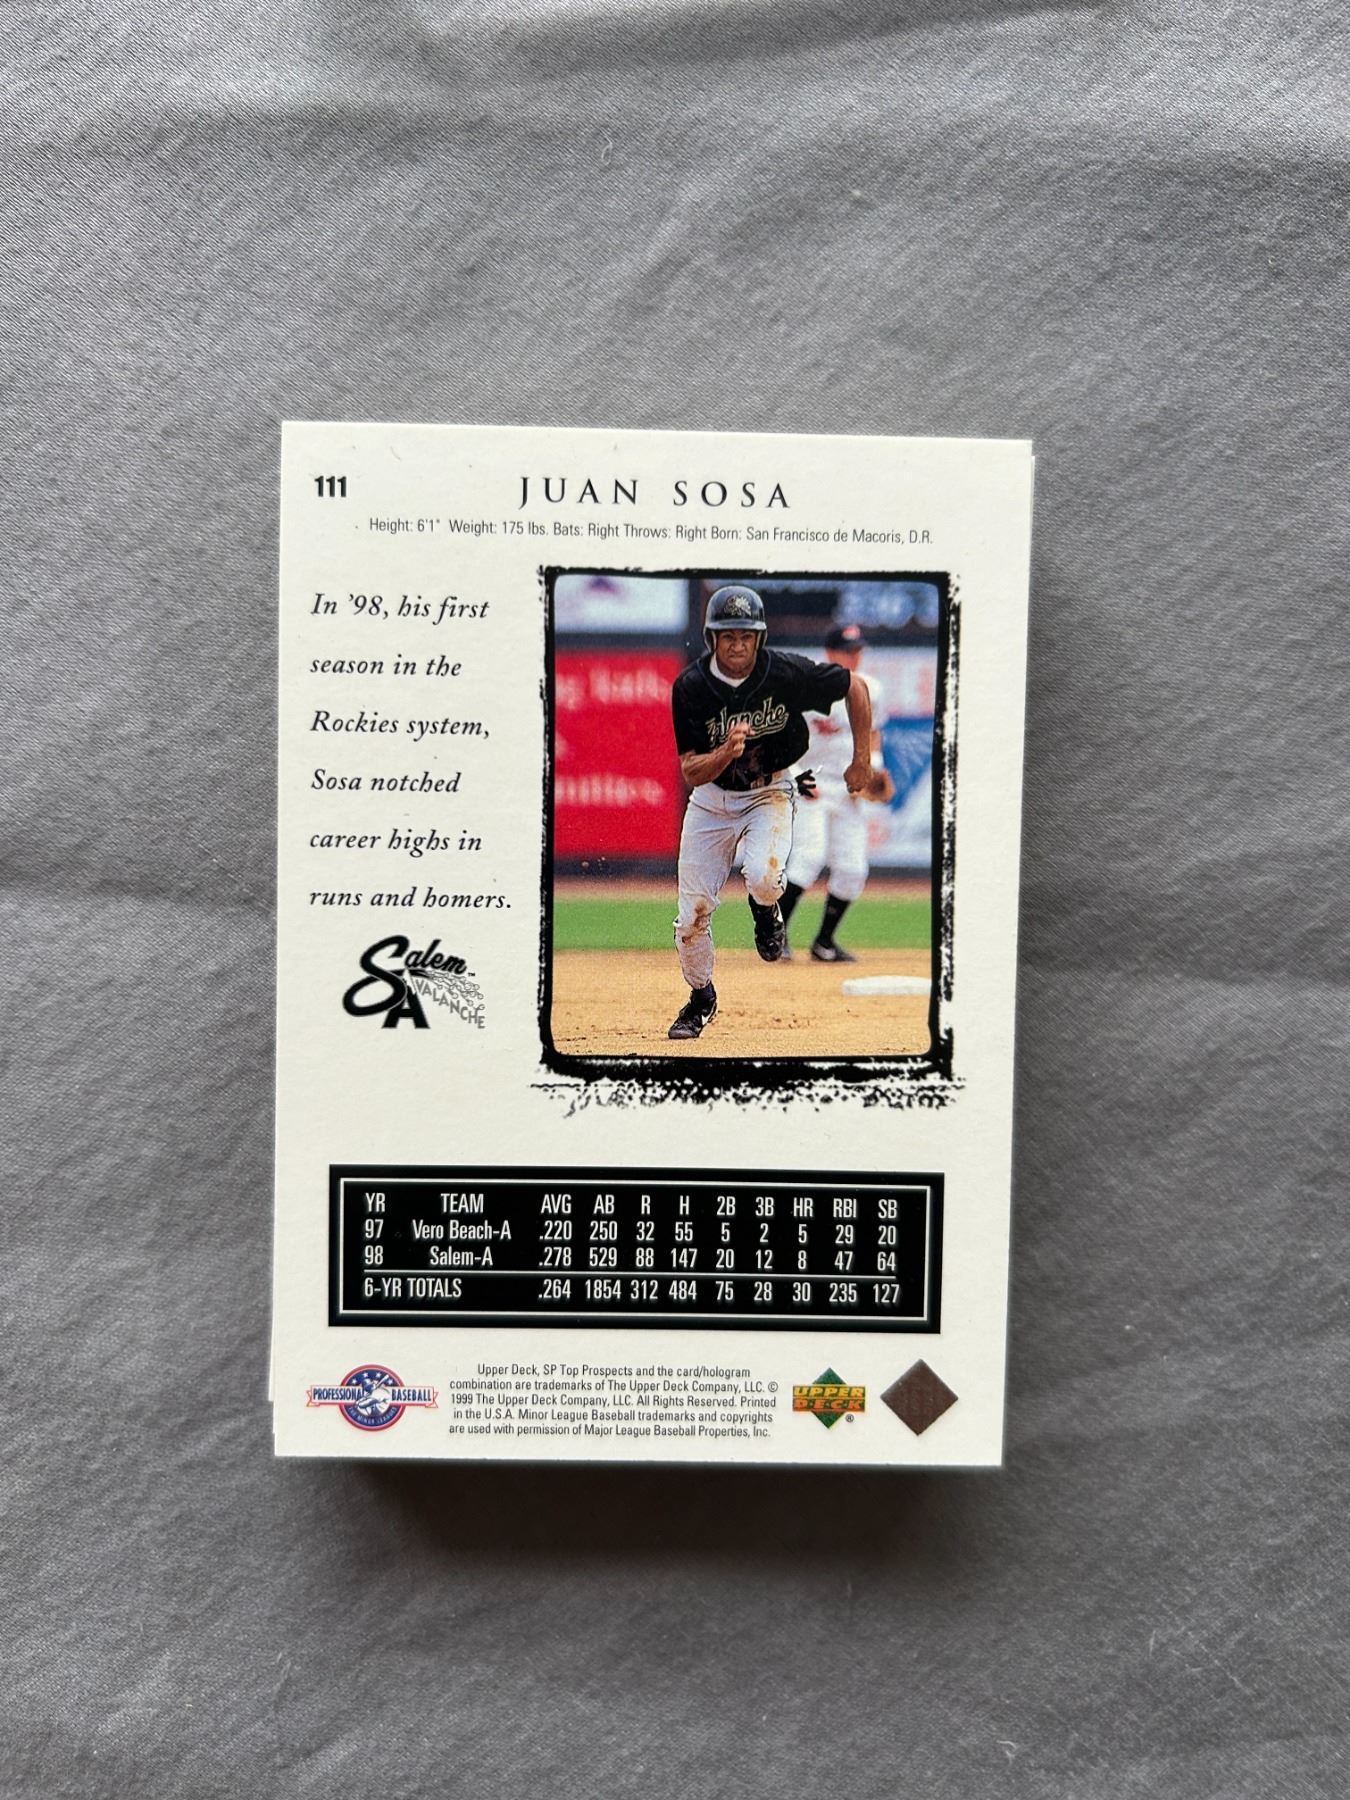 111
JUAN SOSA
Height: 6'1" Weight: 175 lbs. Bats: Right Throws: Right Born: San Francisco de Macoris, D.R.
In '98, his first
season in the
Rockies system,
Sosa notched
career highs in
runs and homers.
Avalanche
Salem™
AVALANCHE
YR TEAM AVG AB R H 2B 3B HR RBI SB
97 Vero Beach-A .220 250 32 55 5 2 5 29 20
98 Salem-A .278 529 88 147 20 12 8 47 64
6-YR TOTALS .264 1854 312 484 75 28 30 235 127
PROFESSIONAL BASEBALL
THE MINOR LEAGUES
Upper Deck, SP Top Prospects and the card/hologram
combination are trademarks of The Upper Deck Company, LLC. ©
1999 The Upper Deck Company, LLC. All Rights Reserved. Printed
in the U.S.A. Minor League Baseball trademarks and copyrights
are used with permission of Major League Baseball Properties, Inc.
UPPER
DECK
®